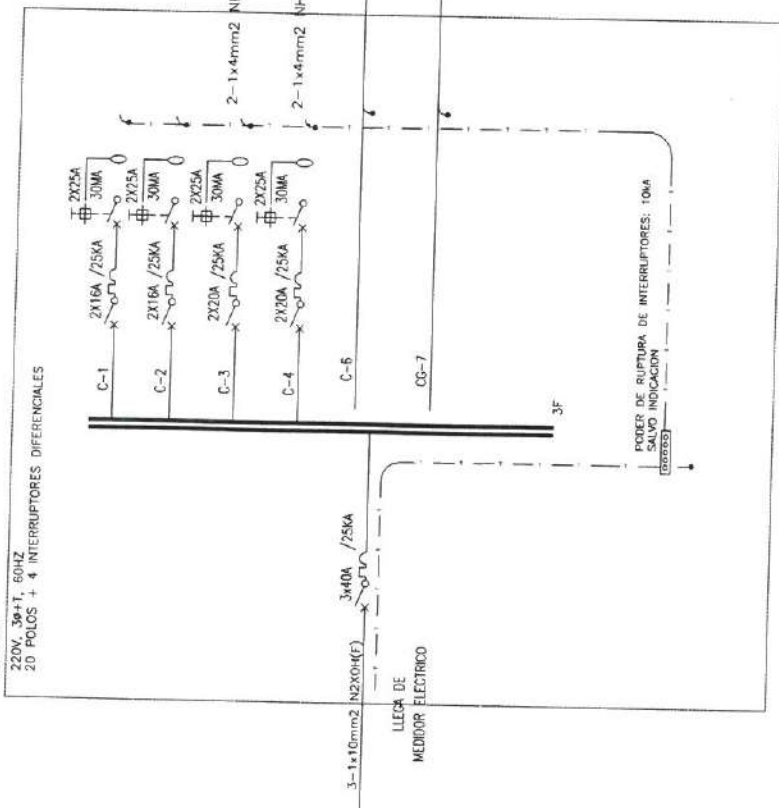 220V, 3ø+T, 60HZ
20 POLOS + 4 INTERRUPTORES DIFERENCIALES
C-1
2X16A /25KA
2X25A
30MA
C-2
2X16A /25KA
2X25A
30MA
C-3
2X20A /25KA
2X25A
30MA
2-1x4mm2
C-4
2X20A /25KA
2X25A
30MA
2-1x4mm2
C-6
CG-7
3F
3-1x10mm2 N2XOH(F)
3x40A /25KA
LLEGA DE
MEDIDOR ELECTRICO
PODER DE RUPTURA DE INTERRUPTORES: 10kA
SALVO INDICACION